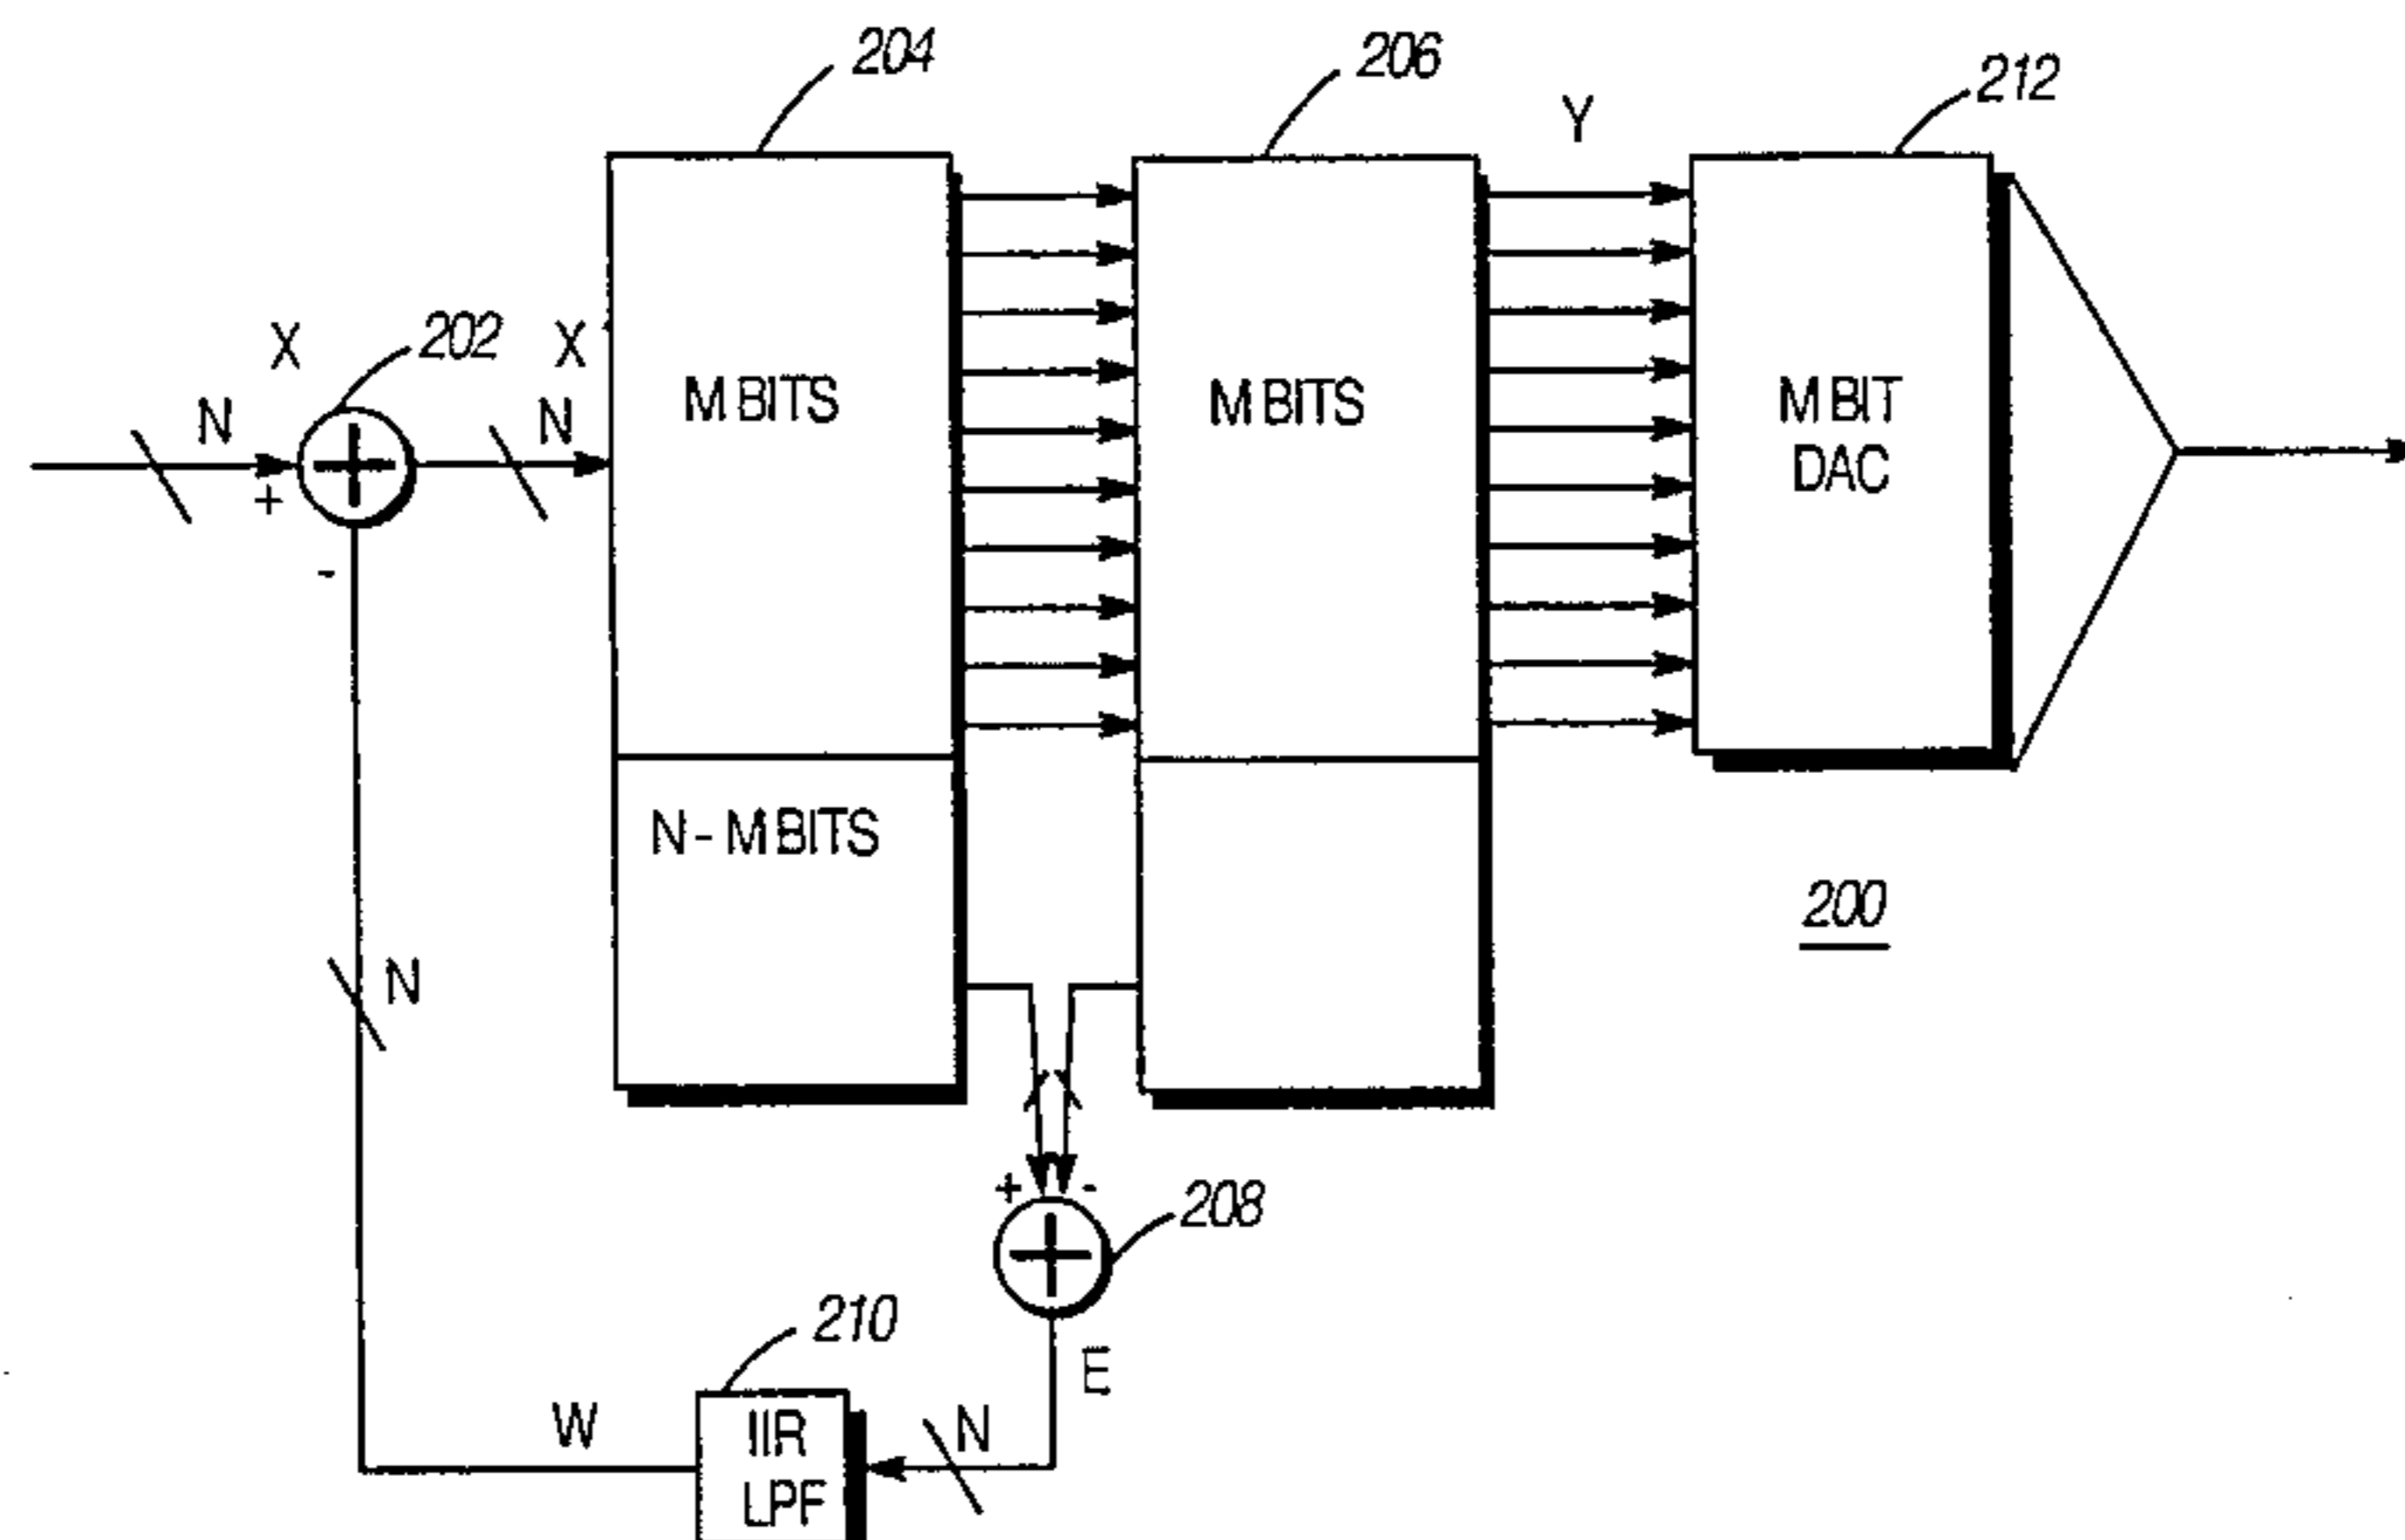 204
206
212
Y
X
202
X
N
N
+
-
M BITS
M BITS
M BIT
DAC
N - M BITS
200
N
+
-
208
210
E
W
N
IIR
LPF